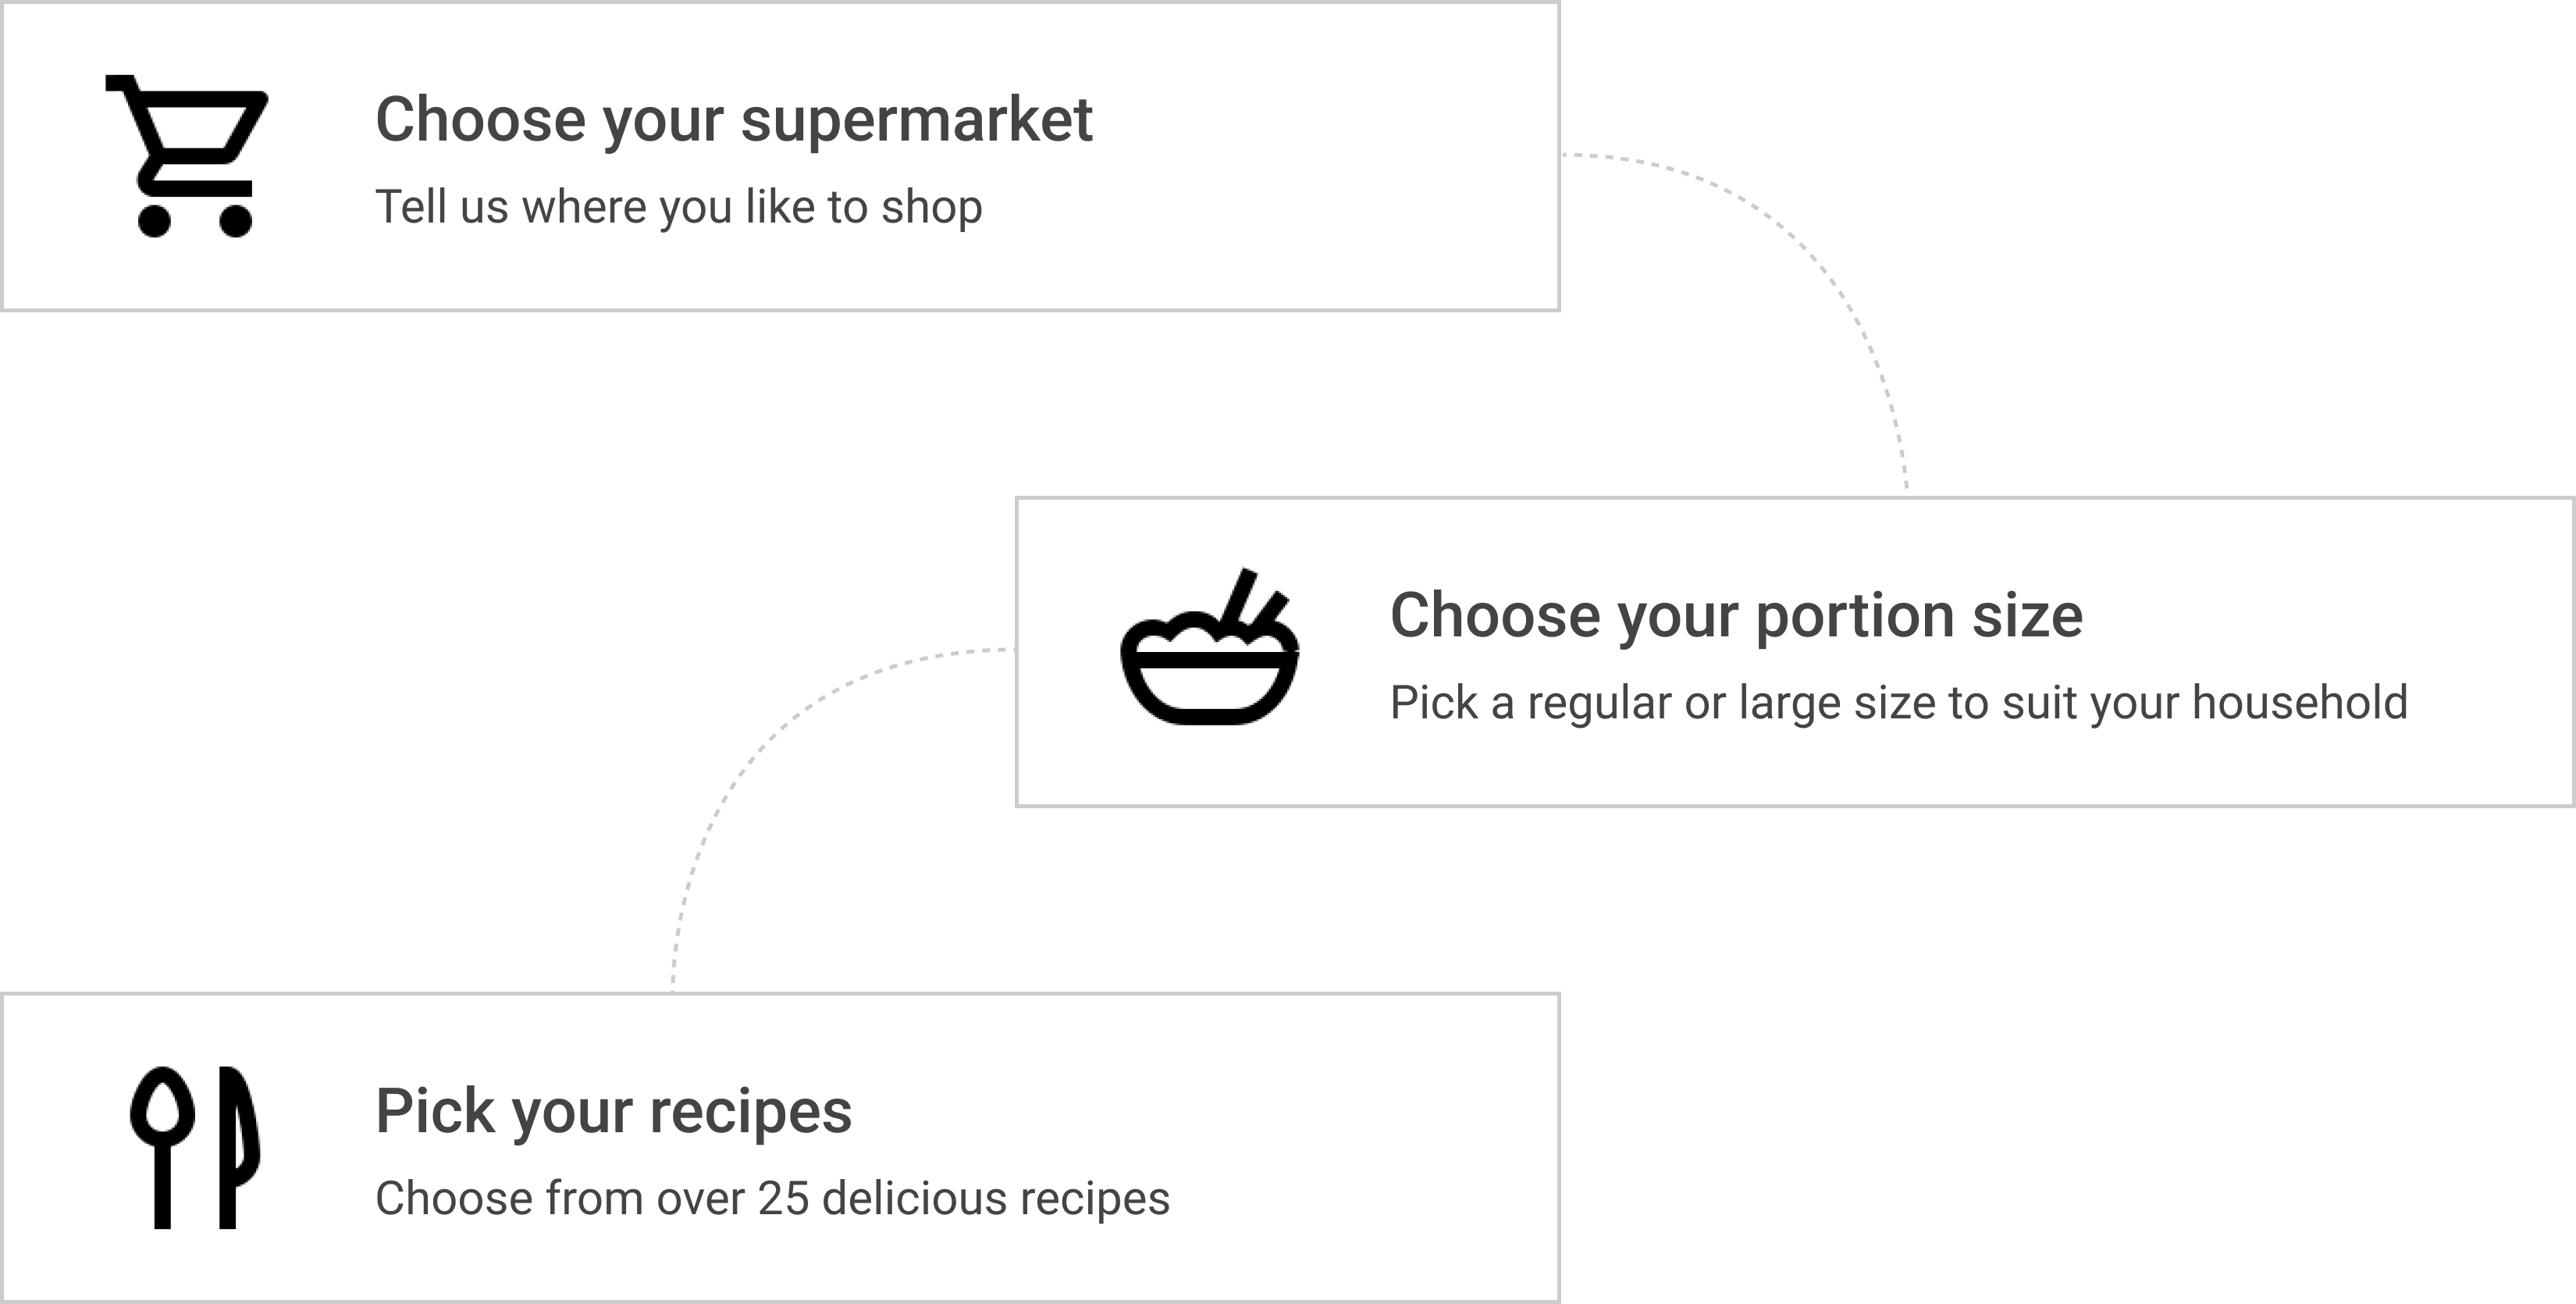 Choose your supermarket
Tell us where you like to shop
Choose your portion size
Pick a regular or large size to suit your household
Pick your recipes
Choose from over 25 delicious recipes